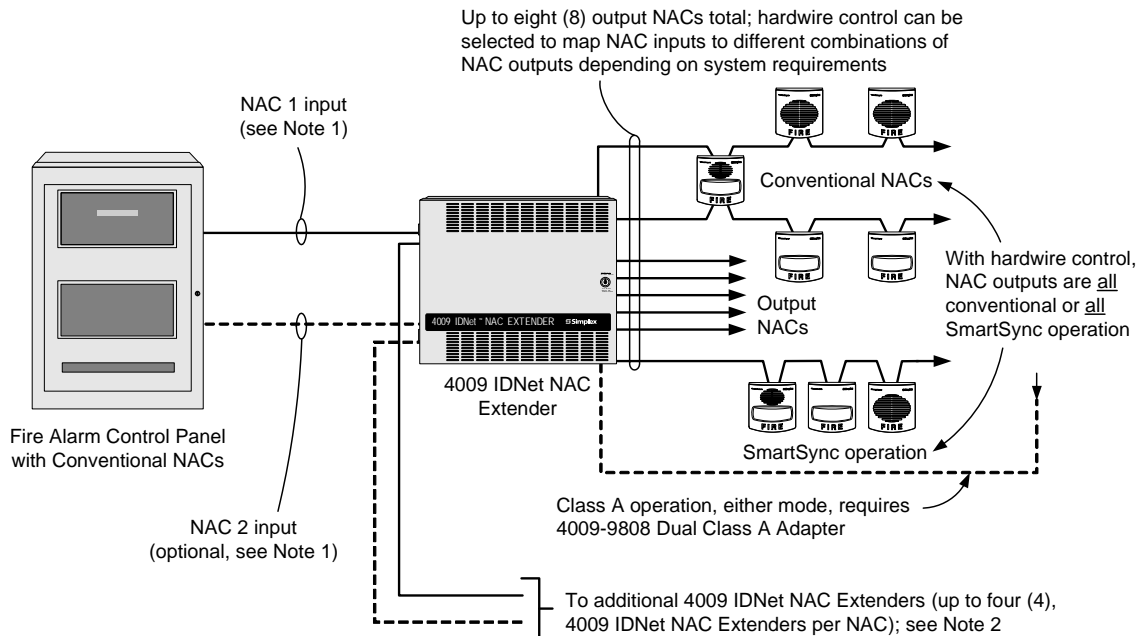 Up to eight (8) output NACs total; hardwire control can be
selected to map NAC inputs to different combinations of
NAC outputs depending on system requirements
NAC 1 input
(see Note 1)
FIRE
FIRE
FIRE
Conventional NACs
FIRE
FIRE
With hardwire control,
NAC outputs are all
conventional or all
SmartSync operation
Output
NACs
4009 IDNet™ NAC EXTENDER
Simplex
4009 IDNet NAC
Extender
FIRE
FIRE
FIRE
SmartSync operation
Fire Alarm Control Panel
with Conventional NACs
Class A operation, either mode, requires
4009-9808 Dual Class A Adapter
NAC 2 input
(optional, see Note 1)
To additional 4009 IDNet NAC Extenders (up to four (4),
4009 IDNet NAC Extenders per NAC); see Note 2